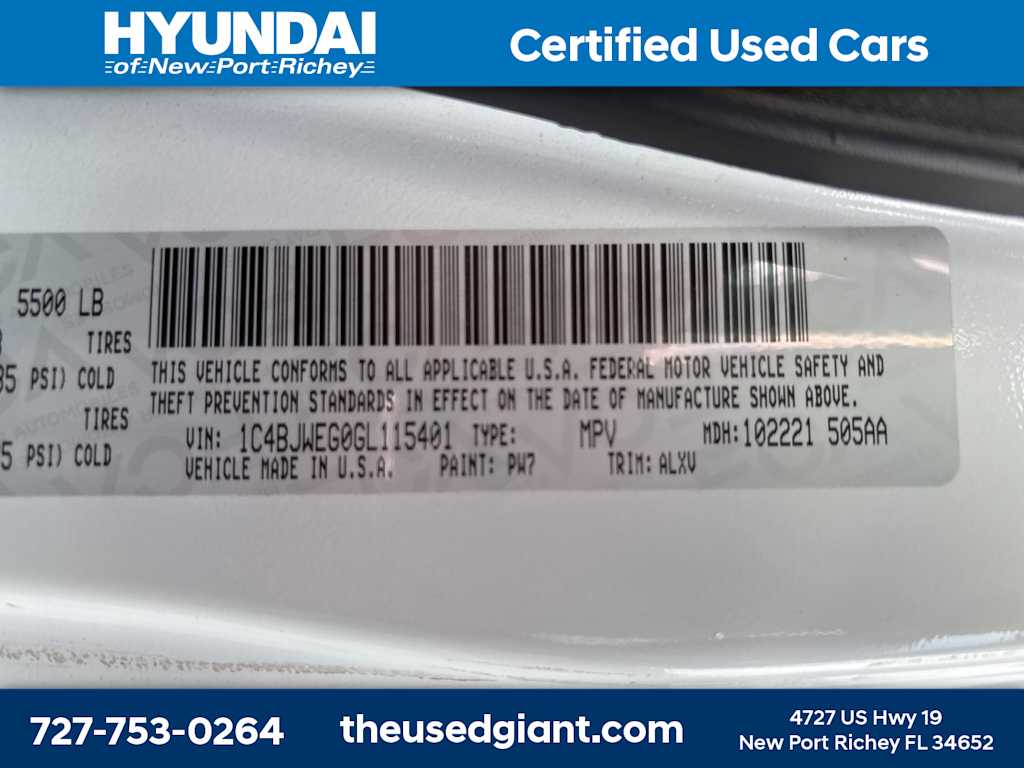 HYUNDAI
of New Port Richey
Certified Used Cars
5500 LB
TIRES
PSI) COLD
TIRES
5 PSI) COLD
THIS VEHICLE CONFORMS TO ALL APPLICABLE U.S.A. FEDERAL MOTOR VEHICLE SAFETY AND
THEFT PREVENTION STANDARDS IN EFFECT ON THE DATE OF MANUFACTURE SHOWN ABOVE.
VIN: 1C4BJWEG0GL115401 TYPE: MPV MDH:102221 505AA
VEHICLE MADE IN U.S.A. PAINT: PW7 TRIM: ALXV
727-753-0264
theusedgiant.com
4727 US Hwy 19
New Port Richey FL 34652